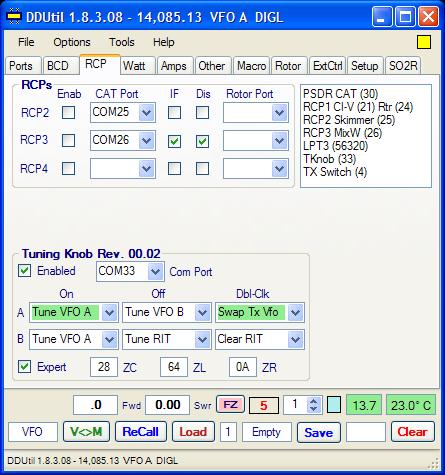 DDUtil 1.8.3.08 - 14,085.13 VFO A DIGL
File Options Tools Help
Ports BCD RCP Watt Amps Other Macro Rotor ExtCtrl Setup SO2R
RCPs
Enab CAT Port IF Dis Rotor Port
RCP2 COM25
RCP3 COM26
RCP4
PSDR CAT (30)
RCP1 CI-V (21) Rtr (24)
RCP2 Skimmer (25)
RCP3 MixW (26)
LPT3 (56320)
TKnob (33)
TX Switch (4)
Tuning Knob Rev. 00.02
Enabled COM33 Com Port
On Off Dbl-Clk
A Tune VFO A Tune VFO B Swap Tx Vfo
B Tune VFO A Tune RIT Clear RIT
Expert 28 ZC 64 ZL 0A ZR
.0 Fwd 0.00 Swr FZ 5 1 13.7 23.0° C
VFO V<>M ReCall Load 1 Empty Save Clear
DDUtil 1.8.3.08 - 14,085.13 VFO A DIGL